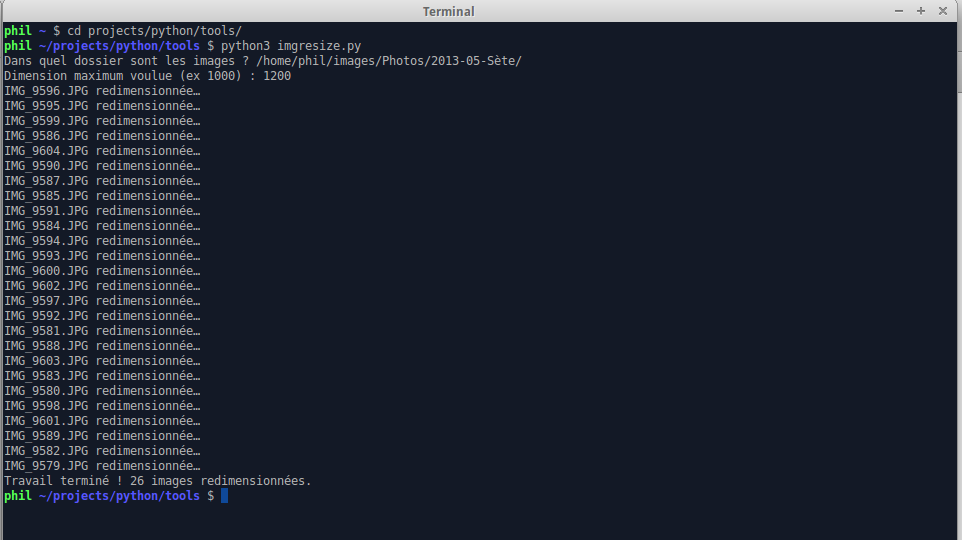 Terminal
phil ~ $ cd projects/python/tools/
phil ~/projects/python/tools $ python3 imgresize.py
Dans quel dossier sont les images ? /home/phil/images/Photos/2013-05-Sète/
Dimension maximum voulue (ex 1000) : 1200
IMG_9596.JPG redimensionnée…
IMG_9595.JPG redimensionnée…
IMG_9599.JPG redimensionnée…
IMG_9586.JPG redimensionnée…
IMG_9604.JPG redimensionnée…
IMG_9590.JPG redimensionnée…
IMG_9587.JPG redimensionnée…
IMG_9585.JPG redimensionnée…
IMG_9591.JPG redimensionnée…
IMG_9584.JPG redimensionnée…
IMG_9594.JPG redimensionnée…
IMG_9593.JPG redimensionnée…
IMG_9600.JPG redimensionnée…
IMG_9602.JPG redimensionnée…
IMG_9597.JPG redimensionnée…
IMG_9592.JPG redimensionnée…
IMG_9581.JPG redimensionnée…
IMG_9588.JPG redimensionnée…
IMG_9603.JPG redimensionnée…
IMG_9583.JPG redimensionnée…
IMG_9580.JPG redimensionnée…
IMG_9598.JPG redimensionnée…
IMG_9601.JPG redimensionnée…
IMG_9589.JPG redimensionnée…
IMG_9582.JPG redimensionnée…
IMG_9579.JPG redimensionnée…
Travail terminé ! 26 images redimensionnées.
phil ~/projects/python/tools $